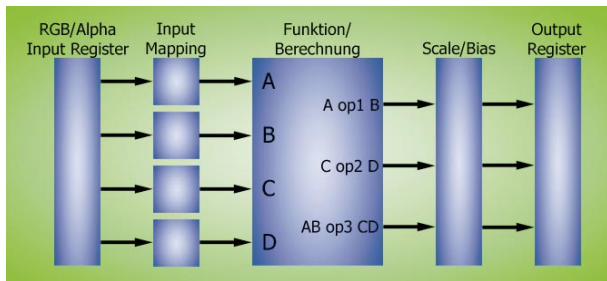 RGB/Alpha
Input Register
Input
Mapping
Funktion/
Berechnung
Scale/Bias
Output
Register
A
B
C
D
A op1 B
C op2 D
AB op3 CD